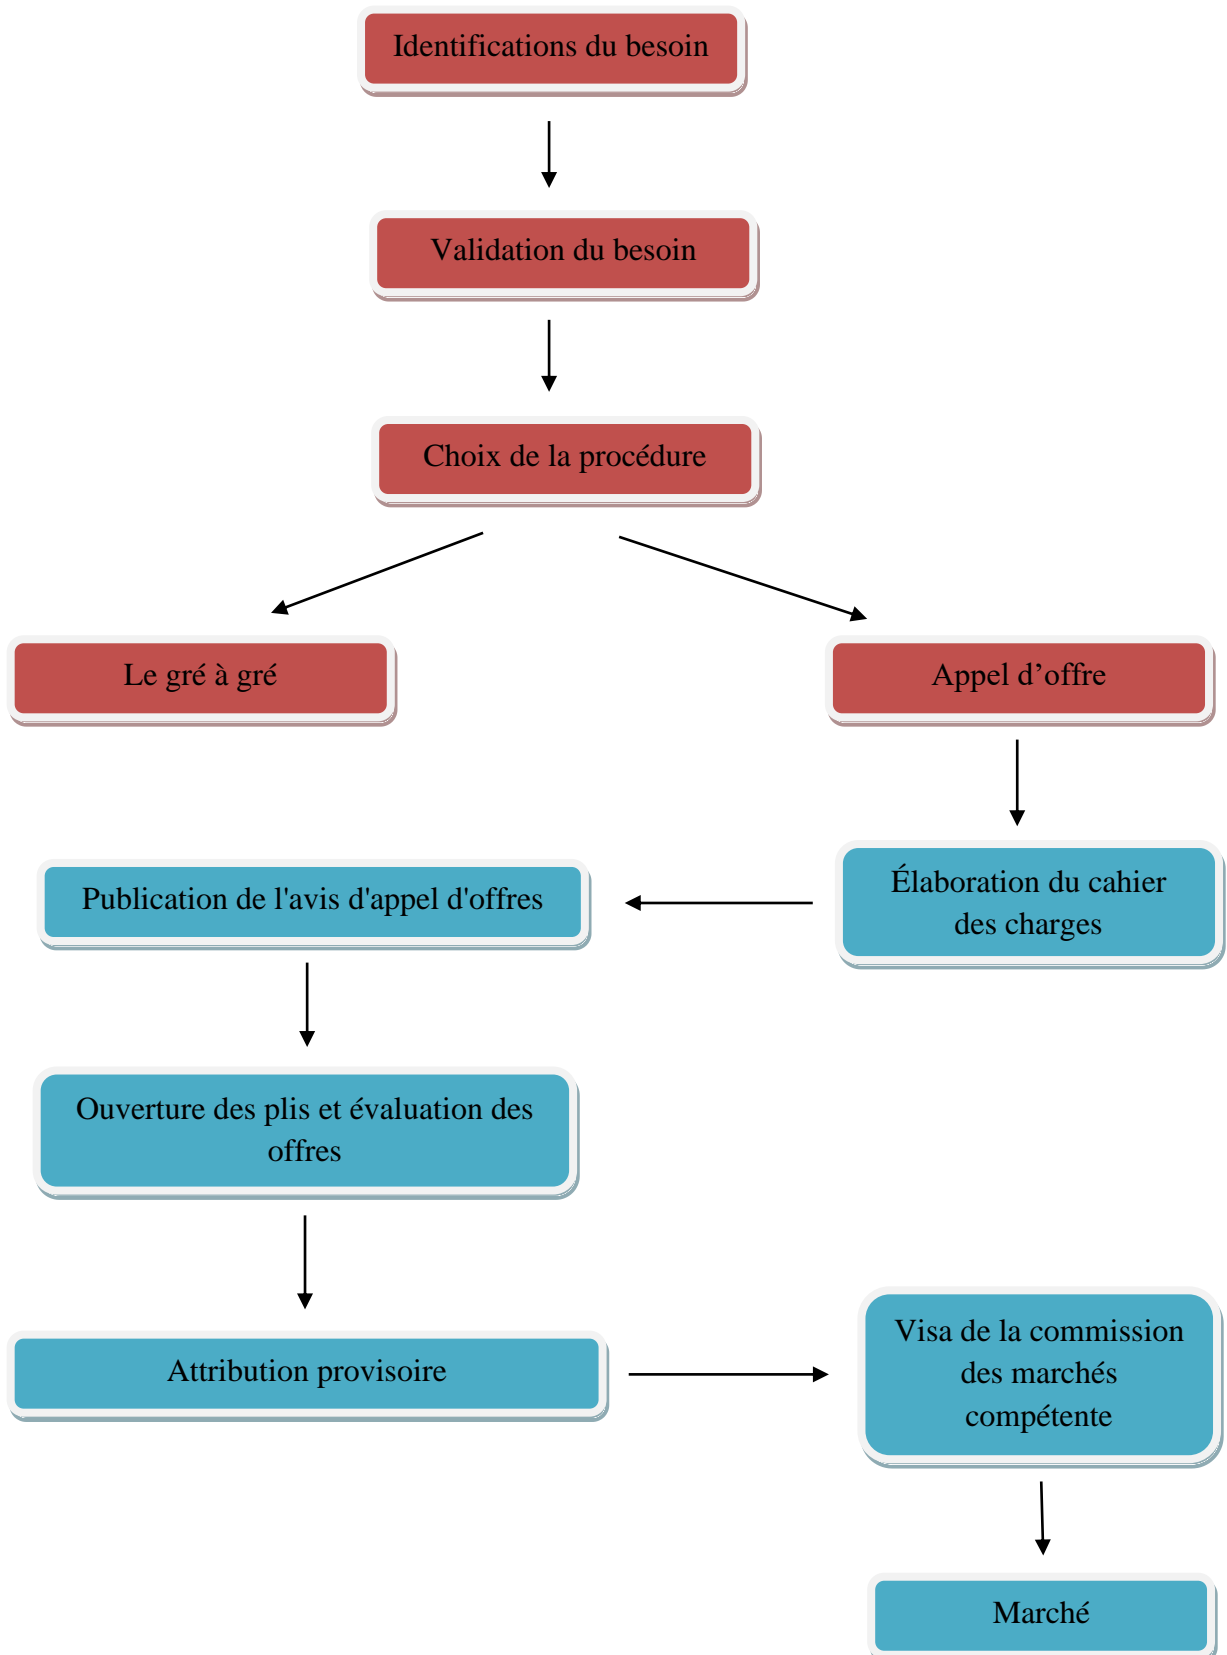 Identifications du besoin
Validation du besoin
Choix de la procédure
Le gré à gré
Appel d’offre
Élaboration du cahier
des charges
Publication de l'avis d'appel d'offres
Ouverture des plis et évaluation des
offres
Attribution provisoire
Visa de la commission
des marchés
compétente
Marché